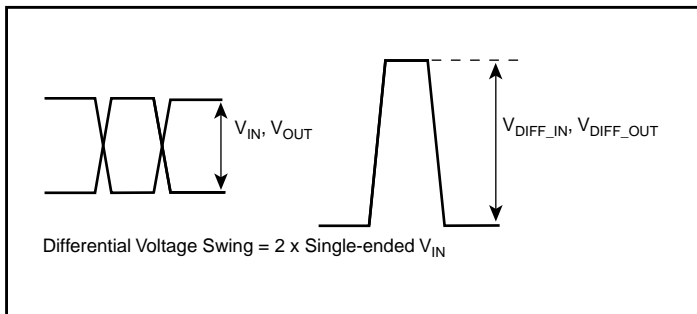 V_IN, V_OUT
V_DIFF_IN, V_DIFF_OUT
Differential Voltage Swing = 2 x Single-ended V_IN